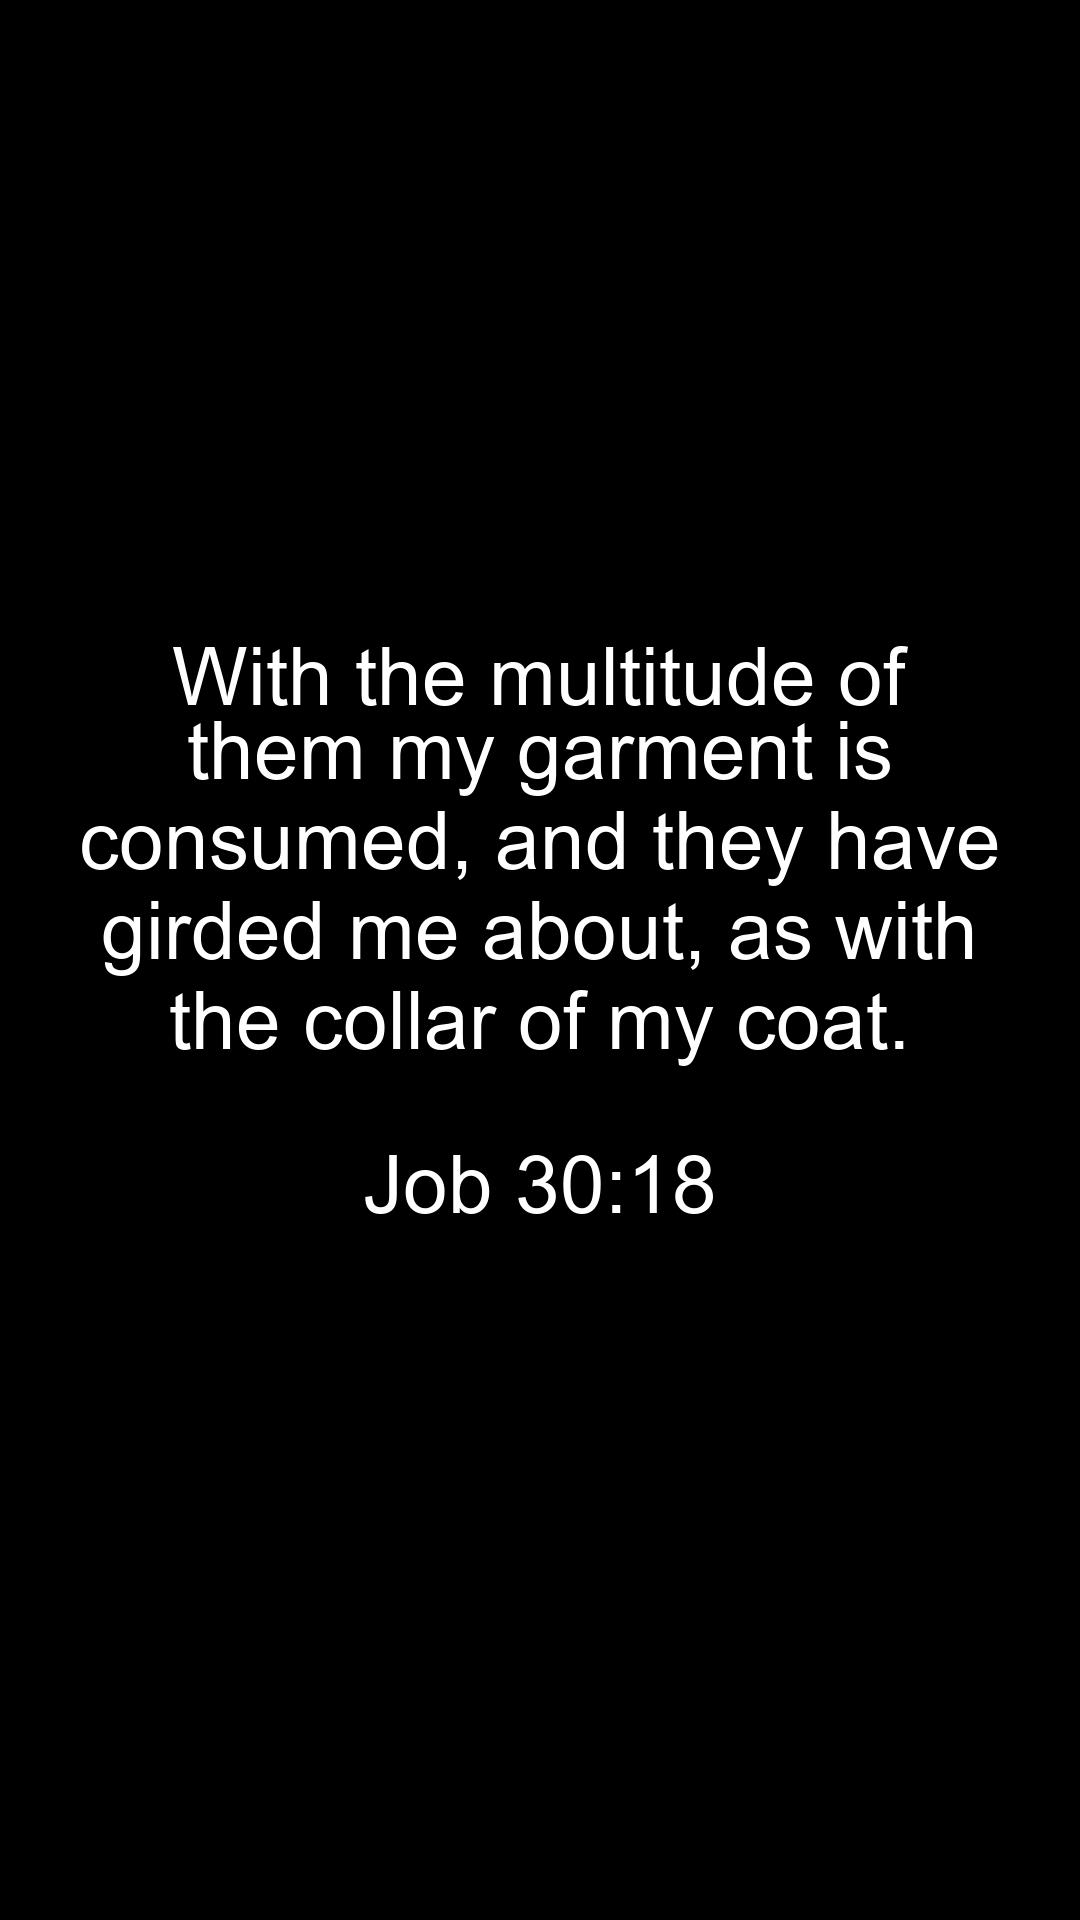 With the multitude of
them my garment is
consumed, and they have
girded me about, as with
the collar of my coat.
Job 30:18